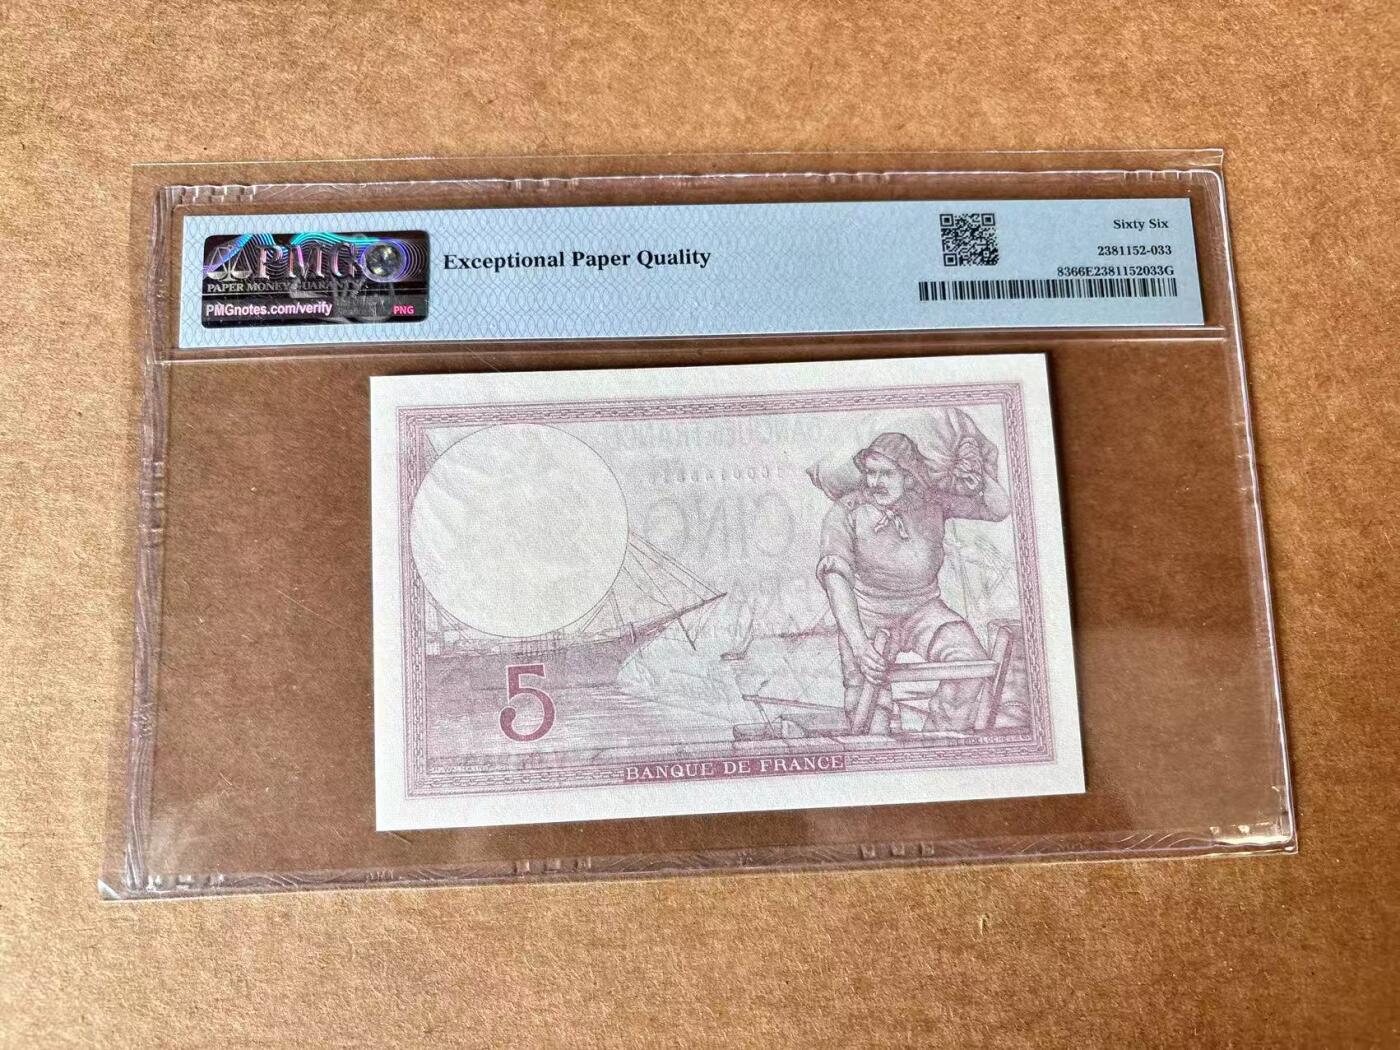 PMG
PAPER MONEY GUARANTY
PMGnotes.com/verify
PNG
Exceptional Paper Quality
Sixty Six
2381152-033
8366E2381152033G
5
BANQUE DE FRANCE